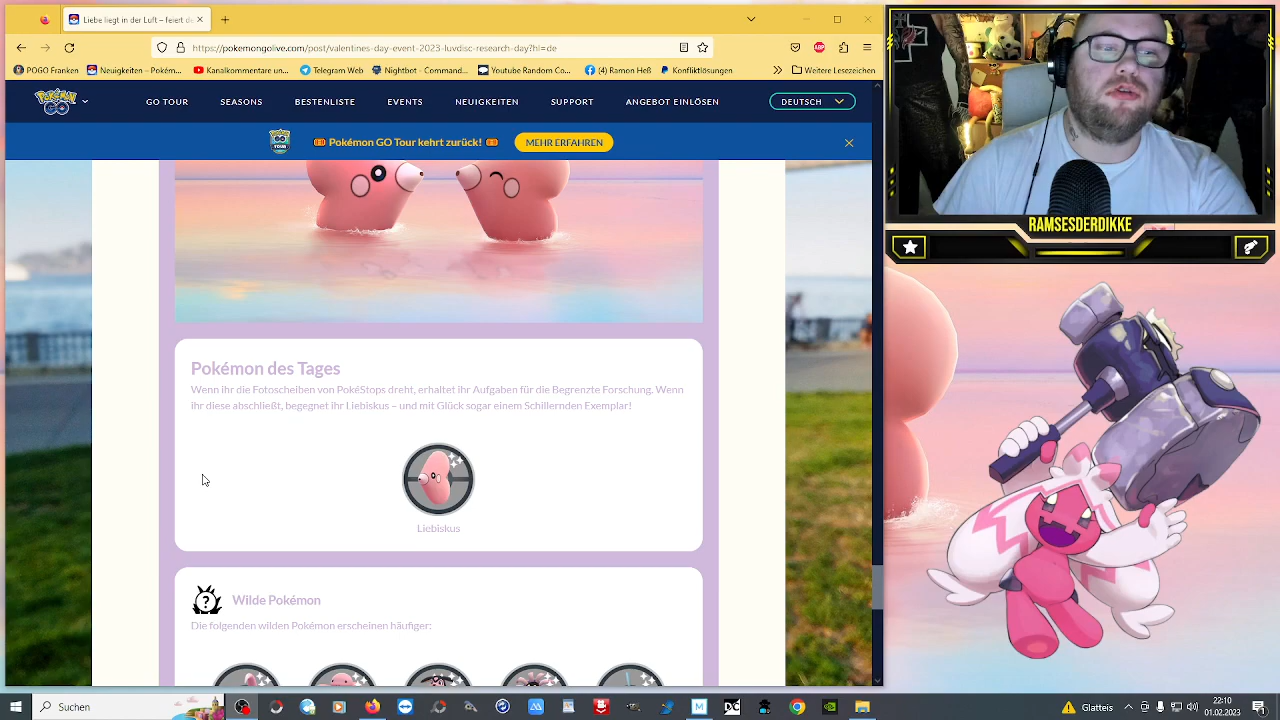 Liebe liegt in der Luft – feiert de
https://pokemongolive.com/post/valentines-day-event-2023-luvdisc-research-day?hl=de
ABP
POGO Franken
Neuigkeiten – Pokém...
Koralkommentare
Telegram
Nightbot - Command...
Youtube Random Co...
(4) Ramon Heß
Konfliktlösungen
Weitere Lesezeichen
GO TOUR
SEASONS
DEUTSCH
EVENTS
NEUIGKEITEN
SUPPORT
ANGEBOT EINLÖSEN
Pokémon GO Tour kehrt zurück!
MEHR ERFAHREN
Pokémon des Tages
Wenn ihr die Fotoscheiben von PokéStops dreht, erhaltet ihr Aufgaben für die Begrenzte Forschung. Wenn
ihr diese abschließt, begegnet ihr Liebiskus – und mit Glück sogar einem Schillernden Exemplar!
Liebiskus
Wilde Pokémon
Die folgenden wilden Pokémon erscheinen häufiger:
RAMSESDERDIKKE
Suchen
Glatteis
22:10
01.02.2023